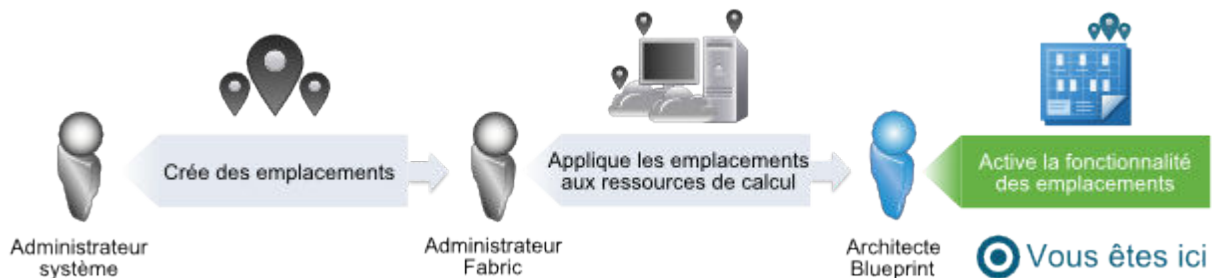 Crée des emplacements
Applique les emplacements
aux ressources de calcul
Active la fonctionnalité
des emplacements
Administrateur
système
Administrateur
Fabric
Architecte
Blueprint
Vous êtes ici